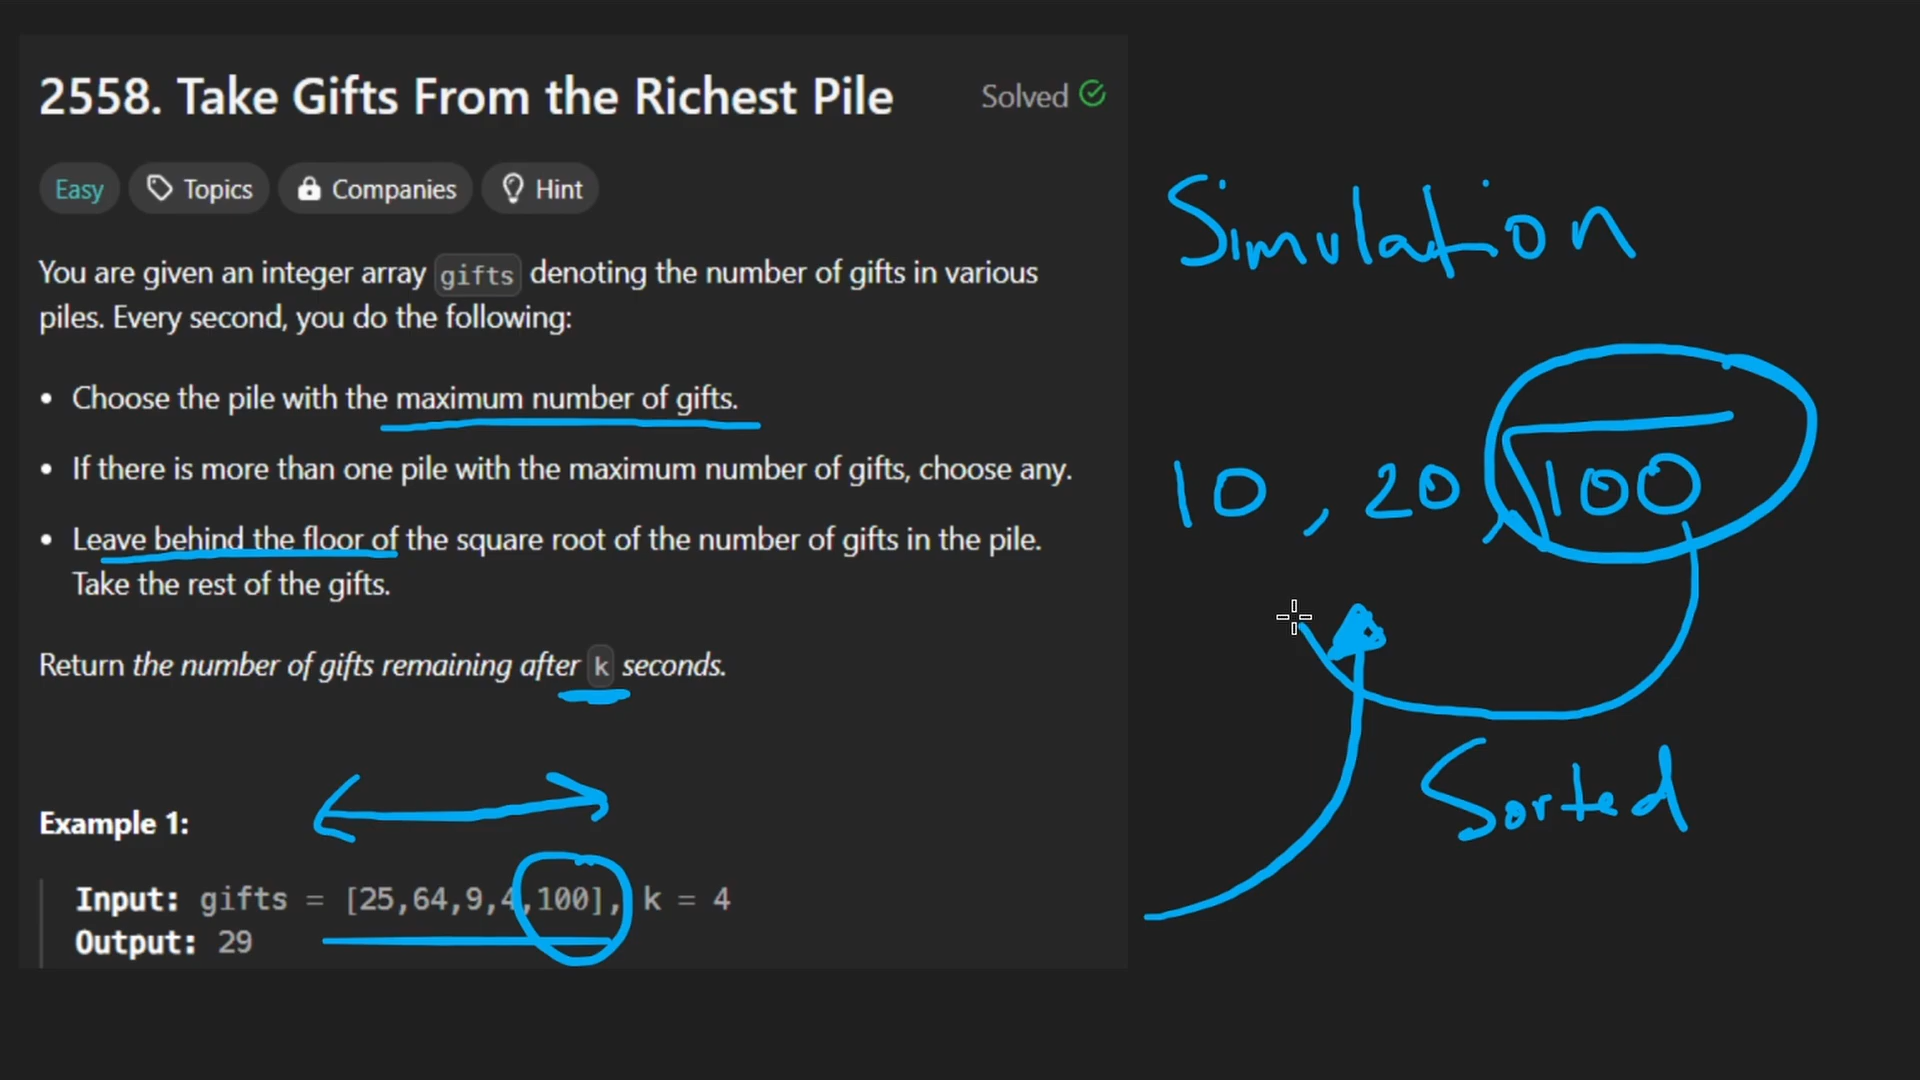 2558. Take Gifts From the Richest Pile
Solved
Easy
Topics
Companies
Hint
You are given an integer array gifts denoting the number of gifts in various
piles. Every second, you do the following:
• Choose the pile with the maximum number of gifts.
• If there is more than one pile with the maximum number of gifts, choose any.
• Leave behind the floor of the square root of the number of gifts in the pile.
Take the rest of the gifts.
Return the number of gifts remaining after k seconds.
Example 1:
Input: gifts = [25,64,9,4,100], k = 4
Output: 29
Simulation
10, 20, √100
Sorted